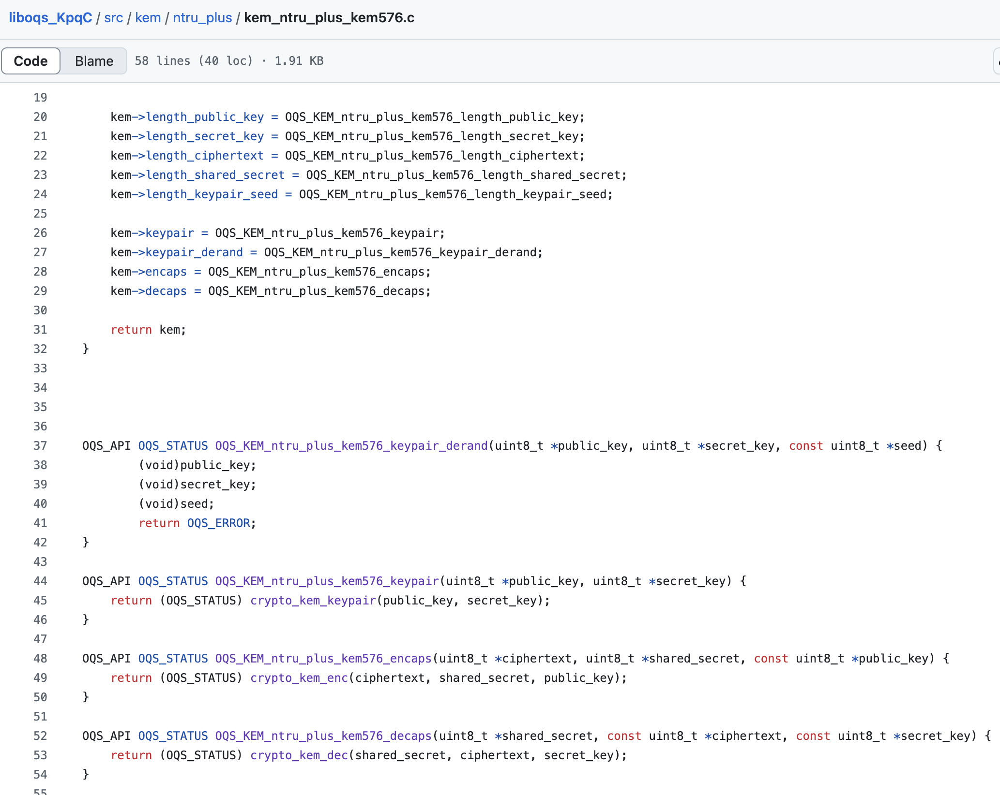 liboqs_KpqC / src / kem / ntru_plus / kem_ntru_plus_kem576.c
Code Blame 58 lines (40 loc) · 1.91 KB
19
20 kem->length_public_key = OQS_KEM_ntru_plus_kem576_length_public_key;
21 kem->length_secret_key = OQS_KEM_ntru_plus_kem576_length_secret_key;
22 kem->length_ciphertext = OQS_KEM_ntru_plus_kem576_length_ciphertext;
23 kem->length_shared_secret = OQS_KEM_ntru_plus_kem576_length_shared_secret;
24 kem->length_keypair_seed = OQS_KEM_ntru_plus_kem576_length_keypair_seed;
25
26 kem->keypair = OQS_KEM_ntru_plus_kem576_keypair;
27 kem->keypair_derand = OQS_KEM_ntru_plus_kem576_keypair_derand;
28 kem->encaps = OQS_KEM_ntru_plus_kem576_encaps;
29 kem->decaps = OQS_KEM_ntru_plus_kem576_decaps;
30
31 return kem;
32 }
33
34
35
36
37 OQS_API OQS_STATUS OQS_KEM_ntru_plus_kem576_keypair_derand(uint8_t *public_key, uint8_t *secret_key, const uint8_t *seed) {
38 (void)public_key;
39 (void)secret_key;
40 (void)seed;
41 return OQS_ERROR;
42 }
43
44 OQS_API OQS_STATUS OQS_KEM_ntru_plus_kem576_keypair(uint8_t *public_key, uint8_t *secret_key) {
45 return (OQS_STATUS) crypto_kem_keypair(public_key, secret_key);
46 }
47
48 OQS_API OQS_STATUS OQS_KEM_ntru_plus_kem576_encaps(uint8_t *ciphertext, uint8_t *shared_secret, const uint8_t *public_key) {
49 return (OQS_STATUS) crypto_kem_enc(ciphertext, shared_secret, public_key);
50 }
51
52 OQS_API OQS_STATUS OQS_KEM_ntru_plus_kem576_decaps(uint8_t *shared_secret, const uint8_t *ciphertext, const uint8_t *secret_key) {
53 return (OQS_STATUS) crypto_kem_dec(shared_secret, ciphertext, secret_key);
54 }
55